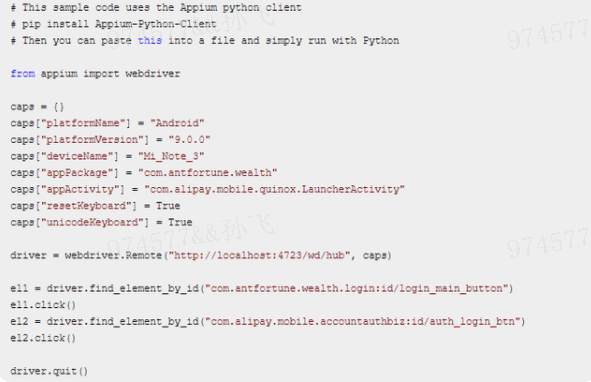 # This sample code uses the Appium python client
# pip install Appium-Python-Client
# Then you can paste this into a file and simply run with Python
from appium import webdriver
caps = {}
caps["platformName"] = "Android"
caps["platformVersion"] = "9.0.0"
caps["deviceName"] = "Mi_Note_3"
caps["appPackage"] = "com.antfortune.wealth"
caps["appActivity"] = "com.alipay.mobile.quinox.LauncherActivity"
caps["resetKeyboard"] = True
caps["unicodeKeyboard"] = True
driver = webdriver.Remote("http://localhost:4723/wd/hub", caps)
el1 = driver.find_element_by_id("com.antfortune.wealth.login:id/login_main_button")
el1.click()
el2 = driver.find_element_by_id("com.alipay.mobile.accountauthbiz:id/auth_login_btn")
el2.click()
driver.quit()
974577&&孙飞
974577
974577&&孙飞
974577